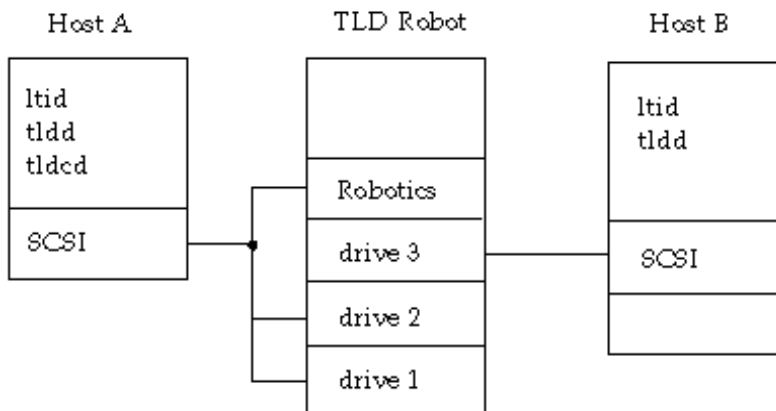 Host A
TLD Robot
Host B
ltid
tldd
tldcd
SCSI
Robotics
drive 3
drive 2
drive 1
ltid
tldd
SCSI